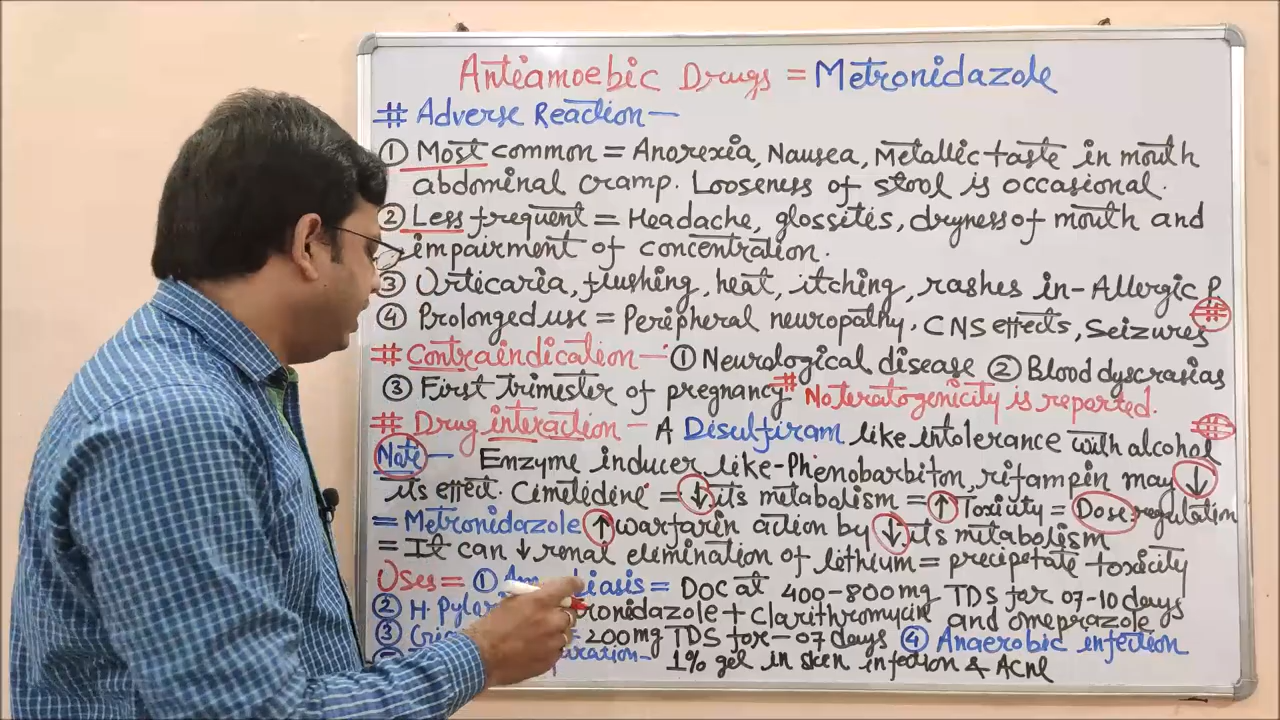 Antiamoebic Drugs = Metronidazole
# Adverse Reaction —
① Most common = Anorexia, Nausea, Metallic taste in mouth
abdominal cramp. Looseness of stool is occasional.
② Less frequent = Headache, glossites, dryness of mouth and
impairment of concentration.
③ Urticaria, flushing, heat, itching, rashes in - Allergic P
④ Prolonged use = Peripheral neuropathy, CNS effects, Seizures #
# Contraindication — ① Neurological disease ② Blood dyscrasias
③ First trimester of pregnancy # No teratogenicity is reported.
# Drug interaction — A Disulfiram like intolerance with alcohol #
Note — Enzyme inducer like - Phenobarbiton, rifampin may ↓
its effect. Cimetedine = ↓ its metabolism = ↑ Toxicity = Dose regulation
= Metronidazole ↑ warfarin action by ↓ its metabolism
= It can ↓ renal elemination of lithium = precipetate toxicity
Uses = ① DOC at 400-800mg TDS for 07-10 days
② H Pylori + Clarithromycin and omeprazole
③ = 200mg TDS for - 07 days ④ Anaerobic infection
1% gel in sken infection & Acne